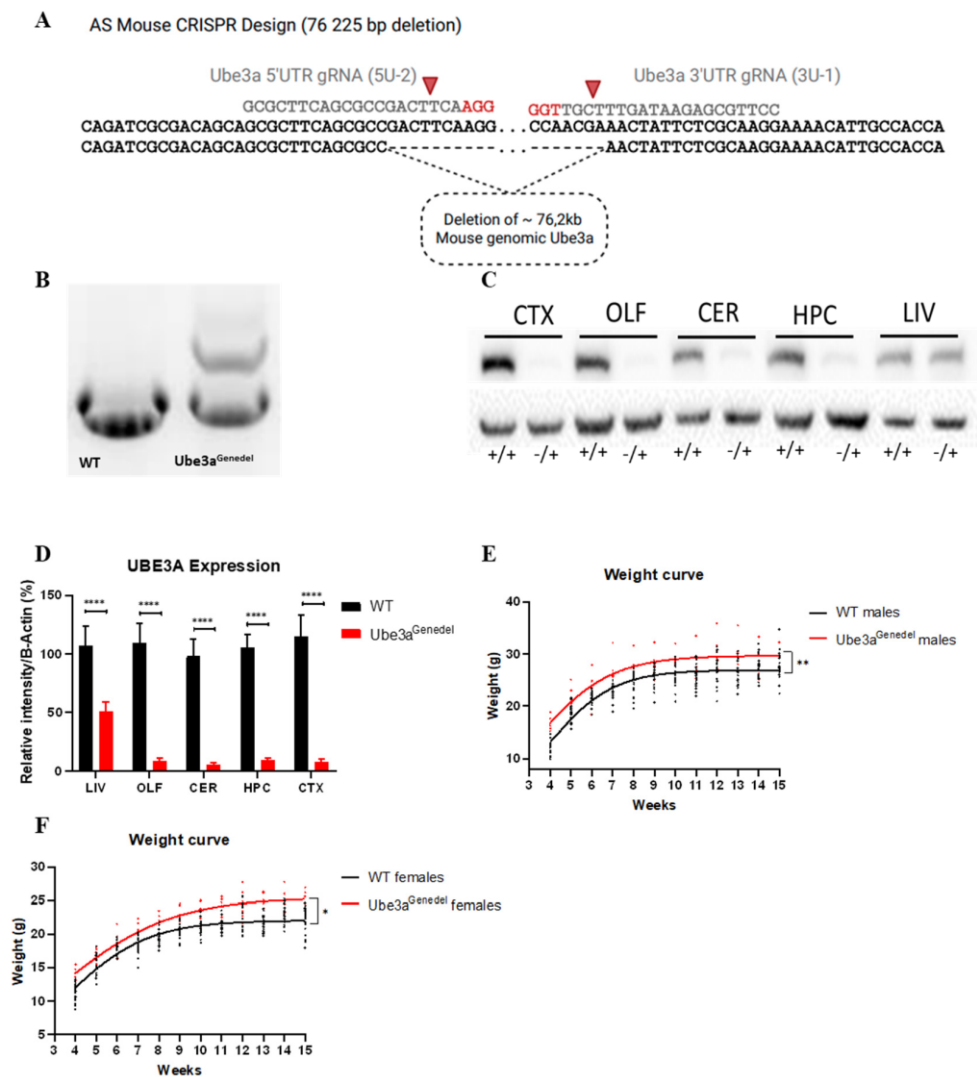 A
AS Mouse CRISPR Design (76 225 bp deletion)
Ube3a 5'UTR gRNA (5U-2)
Ube3a 3'UTR gRNA (3U-1)
GCGCTTCAGCGCCGACTTCAAGG
GGTTGCTTTGATAAGAGCGTTCC
CAGATCGCGACAGCAGCGCTTCAGCGCCGACTTCAAGG...CCAACGAAACTATTCTCGCAAGGAAAACATTGCCACCA
CAGATCGCGACAGCAGCGCTTCAGCGCC----------...----------AACTATTCTCGCAAGGAAAACATTGCCACCA
Deletion of ~ 76,2kb
Mouse genomic Ube3a
B
WT
Ube3aGenedel
C
CTX OLF CER HPC LIV
+/+ -/+ +/+ -/+ +/+ -/+ +/+ -/+ +/+ -/+
D
UBE3A Expression
Relative intensity/B-Actin (%)
150
100
50
0
**** **** **** **** ****
LIV OLF CER HPC CTX
WT
Ube3aGenedel
E
Weight curve
Weight (g)
40
30
20
10
3 4 5 6 7 8 9 10 11 12 13 14 15
Weeks
**
WT males
Ube3aGenedel males
F
Weight curve
Weight (g)
30
25
20
15
10
5
3 4 5 6 7 8 9 10 11 12 13 14 15
Weeks
*
WT females
Ube3aGenedel females